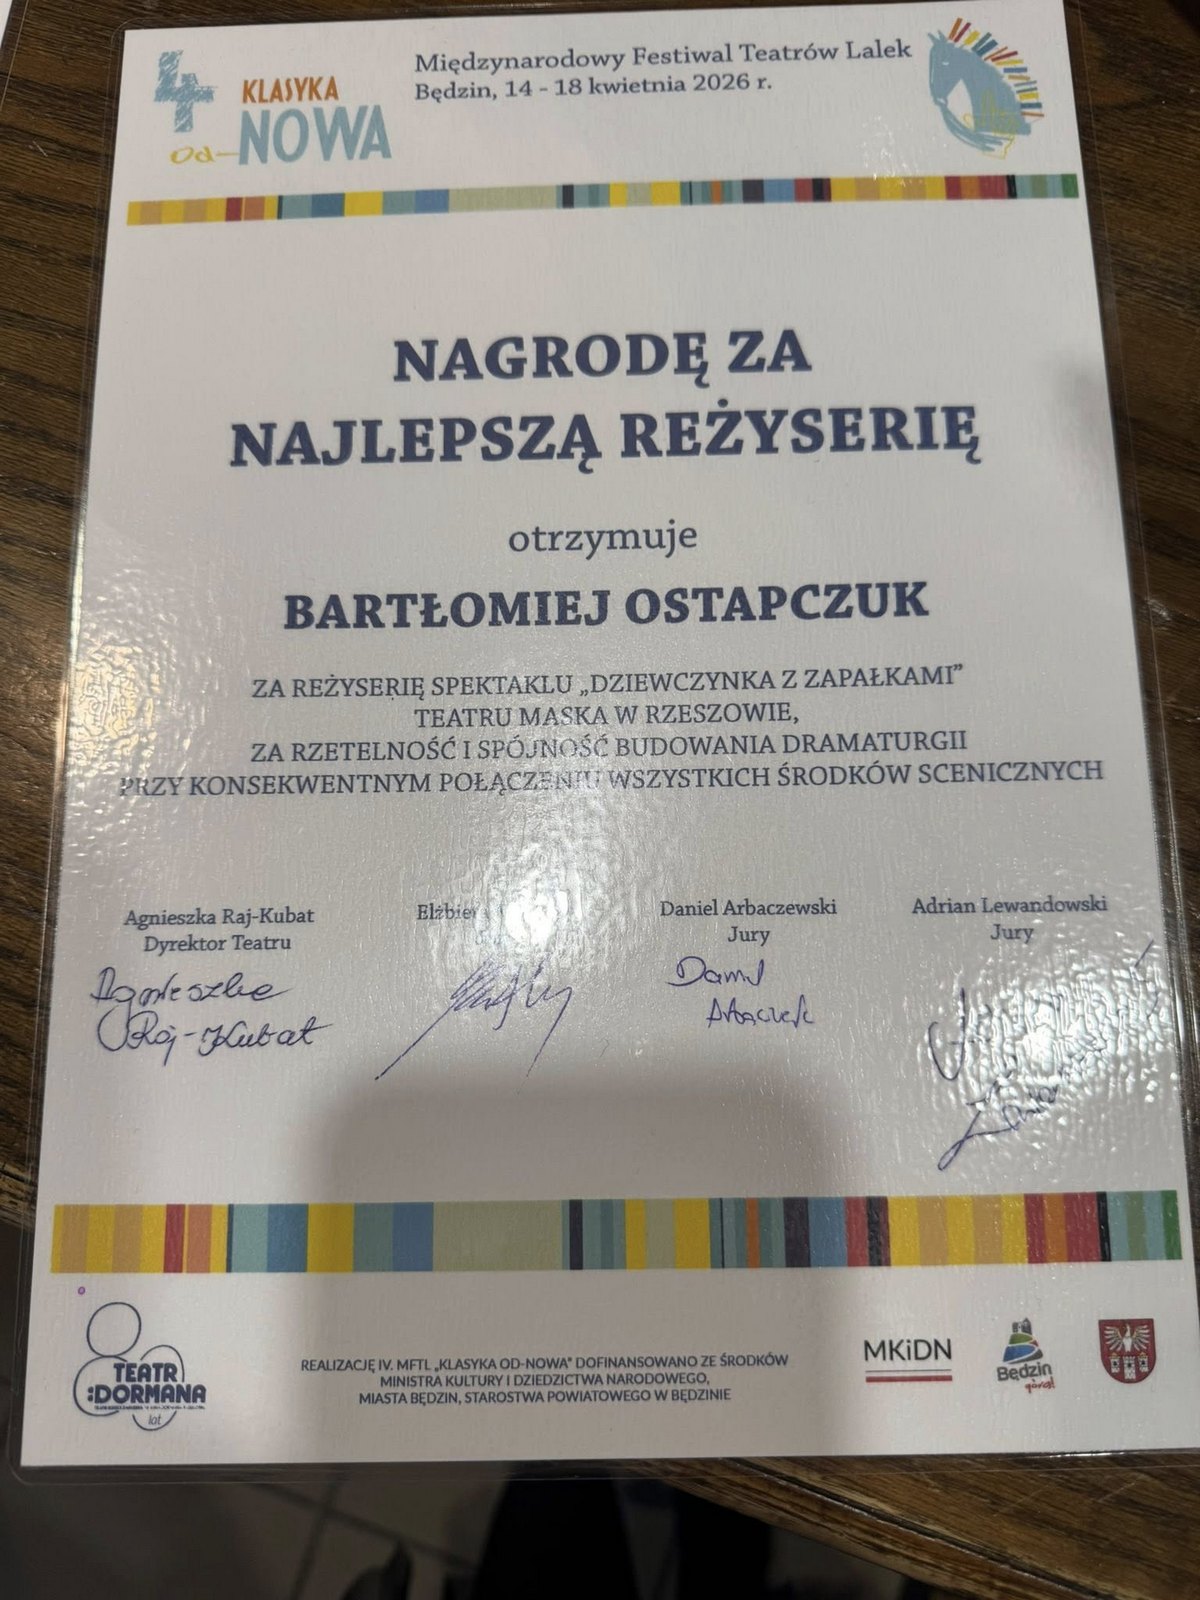 4
KLASYKA
od-NOWA
Międzynarodowy Festiwal Teatrów Lalek
Będzin, 14 - 18 kwietnia 2026 r.
NAGRODĘ ZA
NAJLEPSZĄ REŻYSERIĘ
otrzymuje
BARTŁOMIEJ OSTAPCZUK
ZA REŻYSERIĘ SPEKTAKLU „DZIEWCZYNKA Z ZAPAŁKAMI”
TEATRU MASKA W RZESZOWIE,
ZA RZETELNOŚĆ I SPÓJNOŚĆ BUDOWANIA DRAMATURGII
PRZY KONSEKWENTNYM POŁĄCZENIU WSZYSTKICH ŚRODKÓW SCENICZNYCH
Agnieszka Raj-Kubat
Dyrektor Teatru
Agnieszka
Raj-Kubat
Daniel Arbaczewski
Jury
Daniel
Adrian Lewandowski
Jury
80
TEATR
:DORMANA
lat
REALIZACJĘ IV. MFTL „KLASYKA OD-NOWA” DOFINANSOWANO ZE ŚRODKÓW
MINISTRA KULTURY I DZIEDZICTWA NARODOWEGO,
MIASTA BĘDZIN, STAROSTWA POWIATOWEGO W BĘDZINIE
MKiDN
Będzin
górą!